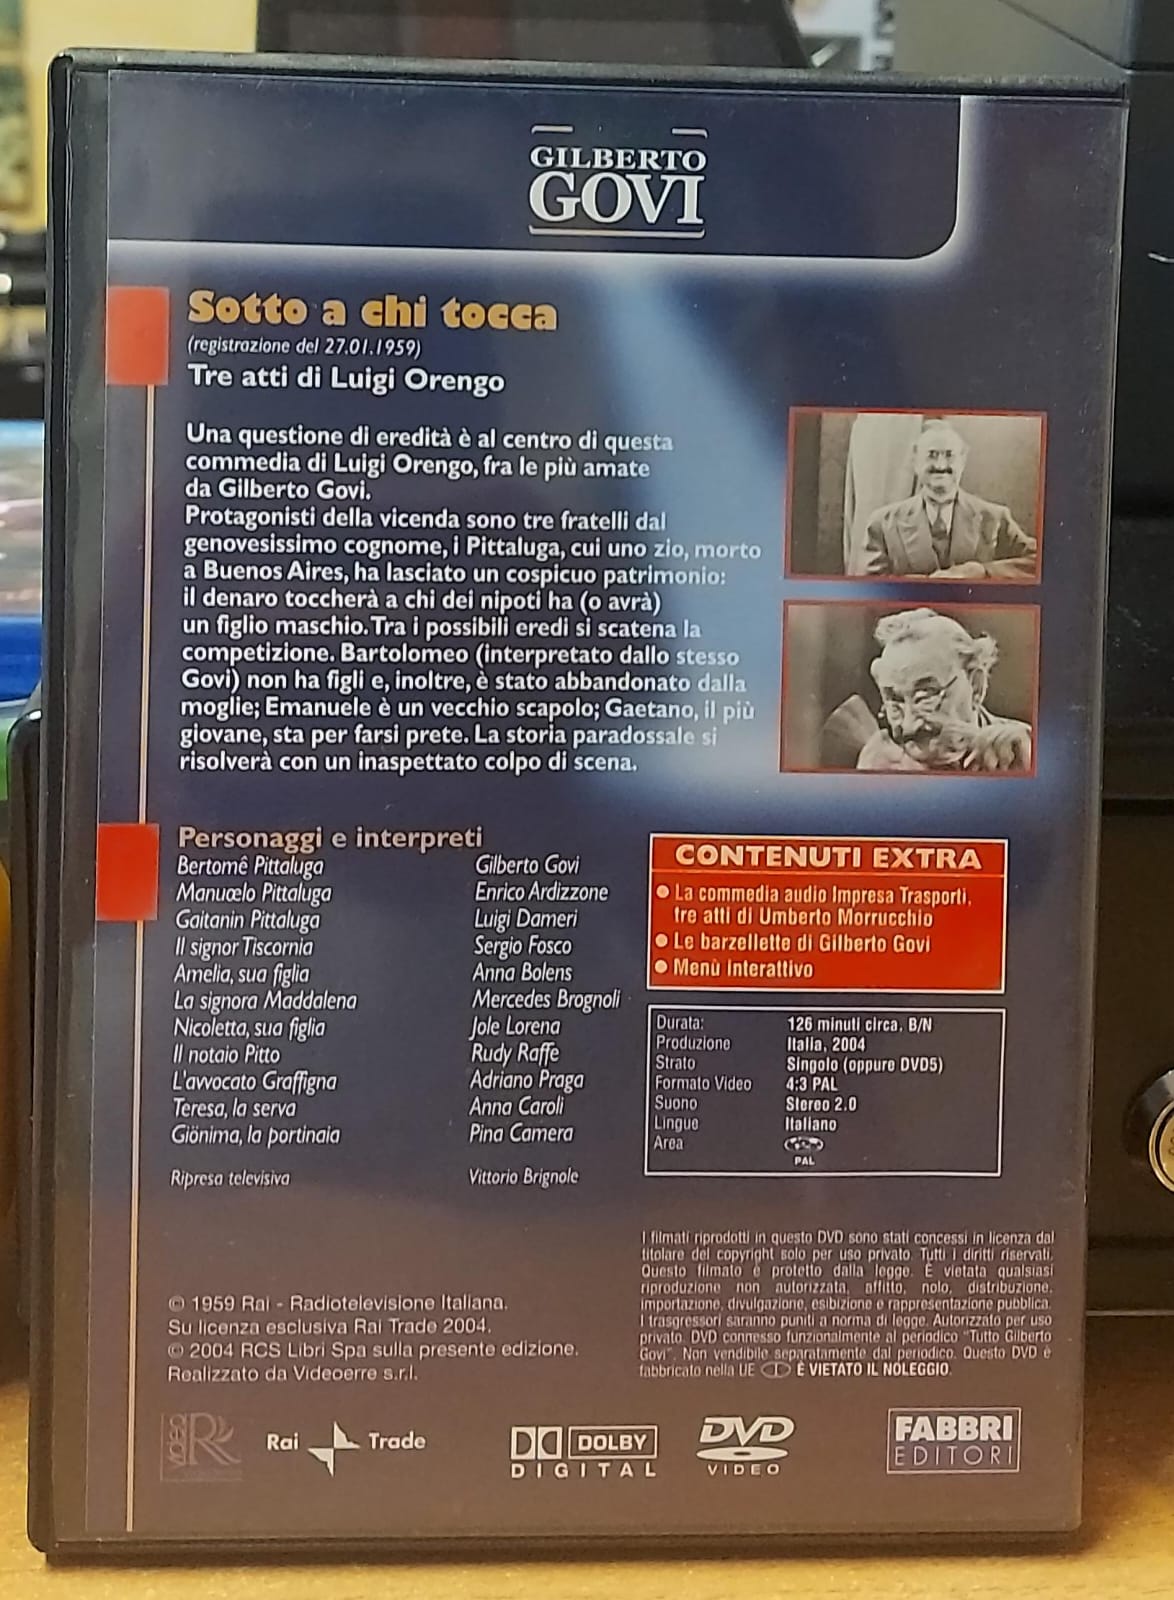 GILBERTO
GOVI
Sotto a chi tocca
(registrazione del 27.01.1959)
Tre atti di Luigi Orengo
Una questione di eredità è al centro di questa
commedia di Luigi Orengo, fra le più amate
da Gilberto Govi.
Protagonisti della vicenda sono tre fratelli dal
genovesissimo cognome, i Pittaluga, cui uno zio, morto
a Buenos Aires, ha lasciato un cospicuo patrimonio:
il denaro toccherà a chi dei nipoti ha (o avrà)
un figlio maschio. Tra i possibili eredi si scatena la
competizione. Bartolomeo (interpretato dallo stesso
Govi) non ha figli e, inoltre, è stato abbandonato dalla
moglie; Emanuele è un vecchio scapolo; Gaetano, il più
giovane, sta per farsi prete. La storia paradossale si
risolverà con un inaspettato colpo di scena.
Personaggi e interpreti
Bertomê Pittaluga Gilberto Govi
Manuœlo Pittaluga Enrico Ardizzone
Gaitanin Pittaluga Luigi Dameri
Il signor Tiscornia Sergio Fosco
Amelia, sua figlia Anna Bolens
La signora Maddalena Mercedes Brognoli
Nicoletta, sua figlia Jole Lorena
Il notaio Pitto Rudy Raffe
L'avvocato Graffigna Adriano Praga
Teresa, la serva Anna Caroli
Giönima, la portinaia Pina Camera
Ripresa televisiva Vittorio Brignole
CONTENUTI EXTRA
La commedia audio Impresa Trasporti,
tre atti di Umberto Morrucchio
Le barzellette di Gilberto Govi
Menù Interattivo
Durata: 126 minuti circa, B/N
Produzione Italia, 2004
Strato Singolo (oppure DVD5)
Formato Video 4:3 PAL
Suono Stereo 2.0
Lingue Italiano
Area
PAL
I filmati riprodotti in questo DVD sono stati concessi in licenza dal
titolare del copyright solo per uso privato. Tutti i diritti riservati.
Questo filmato è protetto dalla legge. È vietata qualsiasi
riproduzione non autorizzata, affitto, nolo, distribuzione,
importazione, divulgazione, esibizione e rappresentazione pubblica.
I trasgressori saranno puniti a norma di legge. Autorizzato per uso
privato. DVD connesso funzionalmente al periodico "Tutto Gilberto
Govi". Non vendibile separatamente dal periodico. Questo DVD è
fabbricato nella UE È VIETATO IL NOLEGGIO.
© 1959 Rai - Radiotelevisione Italiana.
Su licenza esclusiva Rai Trade 2004.
© 2004 RCS Libri Spa sulla presente edizione.
Realizzato da Videoerre s.r.l.
video R
Rai Trade
DOLBY
DIGITAL
DVD
VIDEO
FABBRI
EDITORI